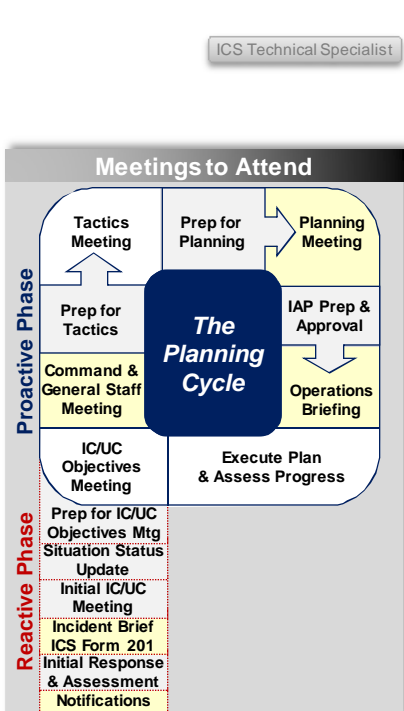 ICS Technical Specialist
Meetings to Attend
Proactive Phase
Tactics
Meeting
Prep for
Planning
Planning
Meeting
Prep for
Tactics
The
Planning
Cycle
IAP Prep &
Approval
Command &
General Staff
Meeting
Operations
Briefing
IC/UC
Objectives
Meeting
Execute Plan
& Assess Progress
Reactive Phase
Prep for IC/UC
Objectives Mtg
Situation Status
Update
Initial IC/UC
Meeting
Incident Brief
ICS Form 201
Initial Response
& Assessment
Notifications